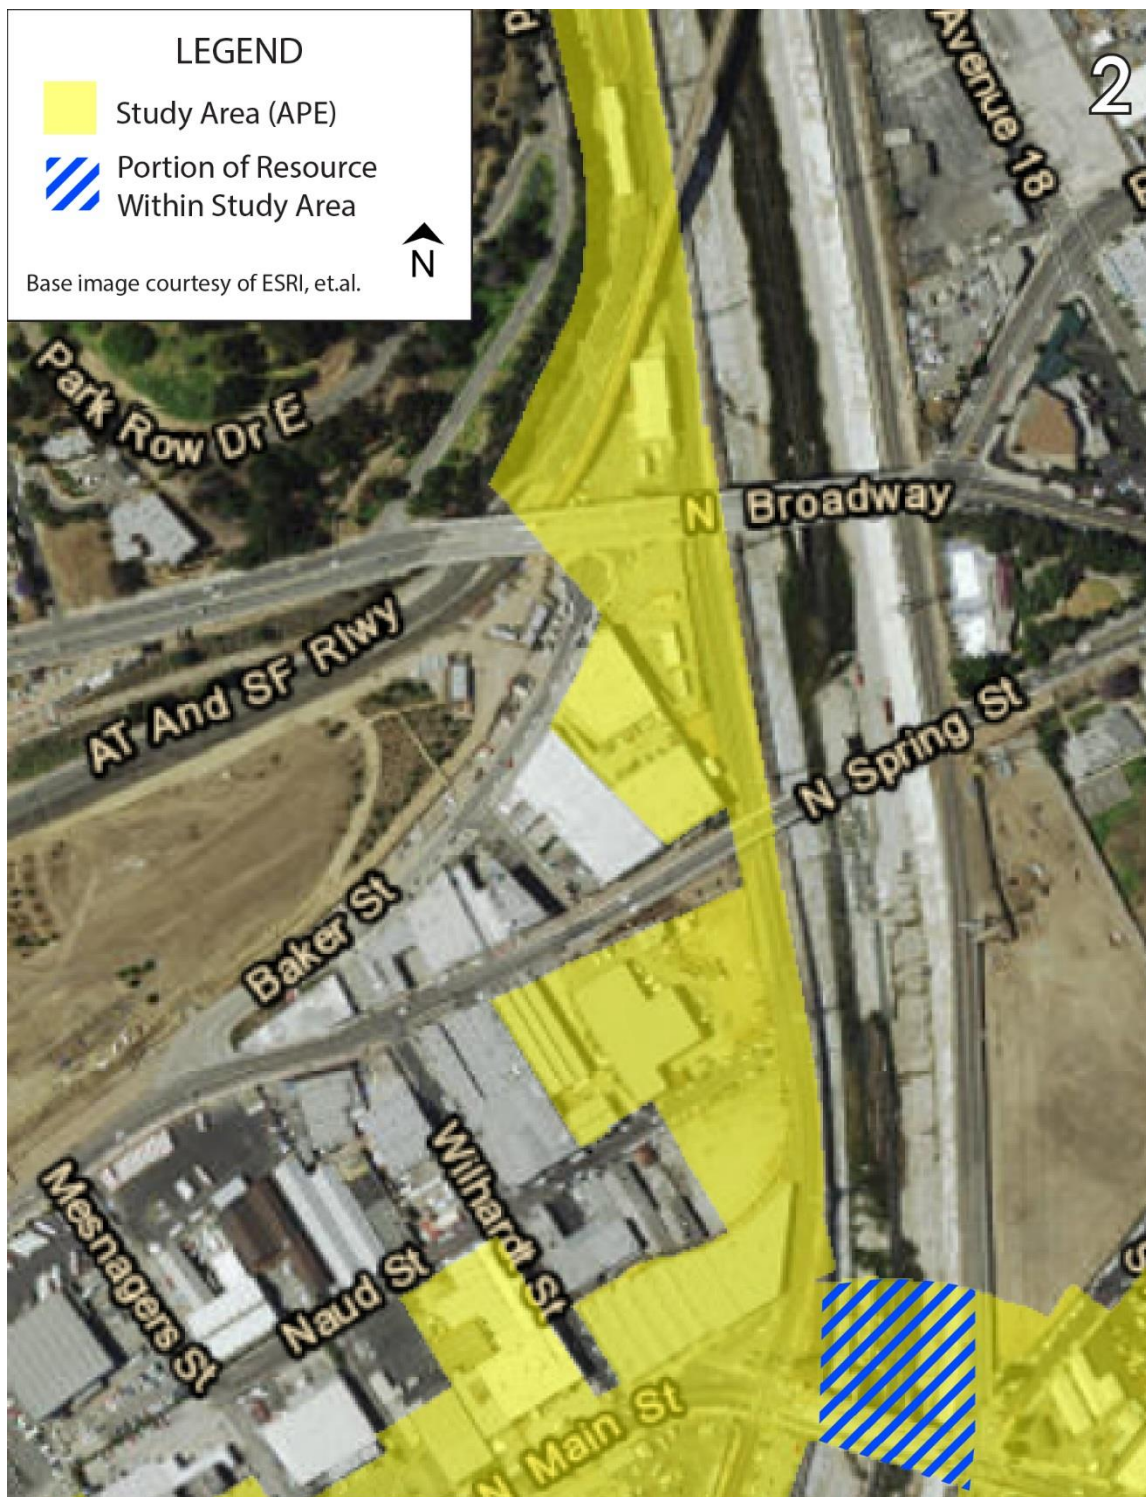 LEGEND
Study Area (APE)
Portion of Resource
Within Study Area
N
Base image courtesy of ESRI, et.al.
2
Avenue 18
Park Row Dr E
N Broadway
AT And SF Rlwy
N Spring St
Baker St
Wilhardt St
Mesnagers St
Naud St
N Main St